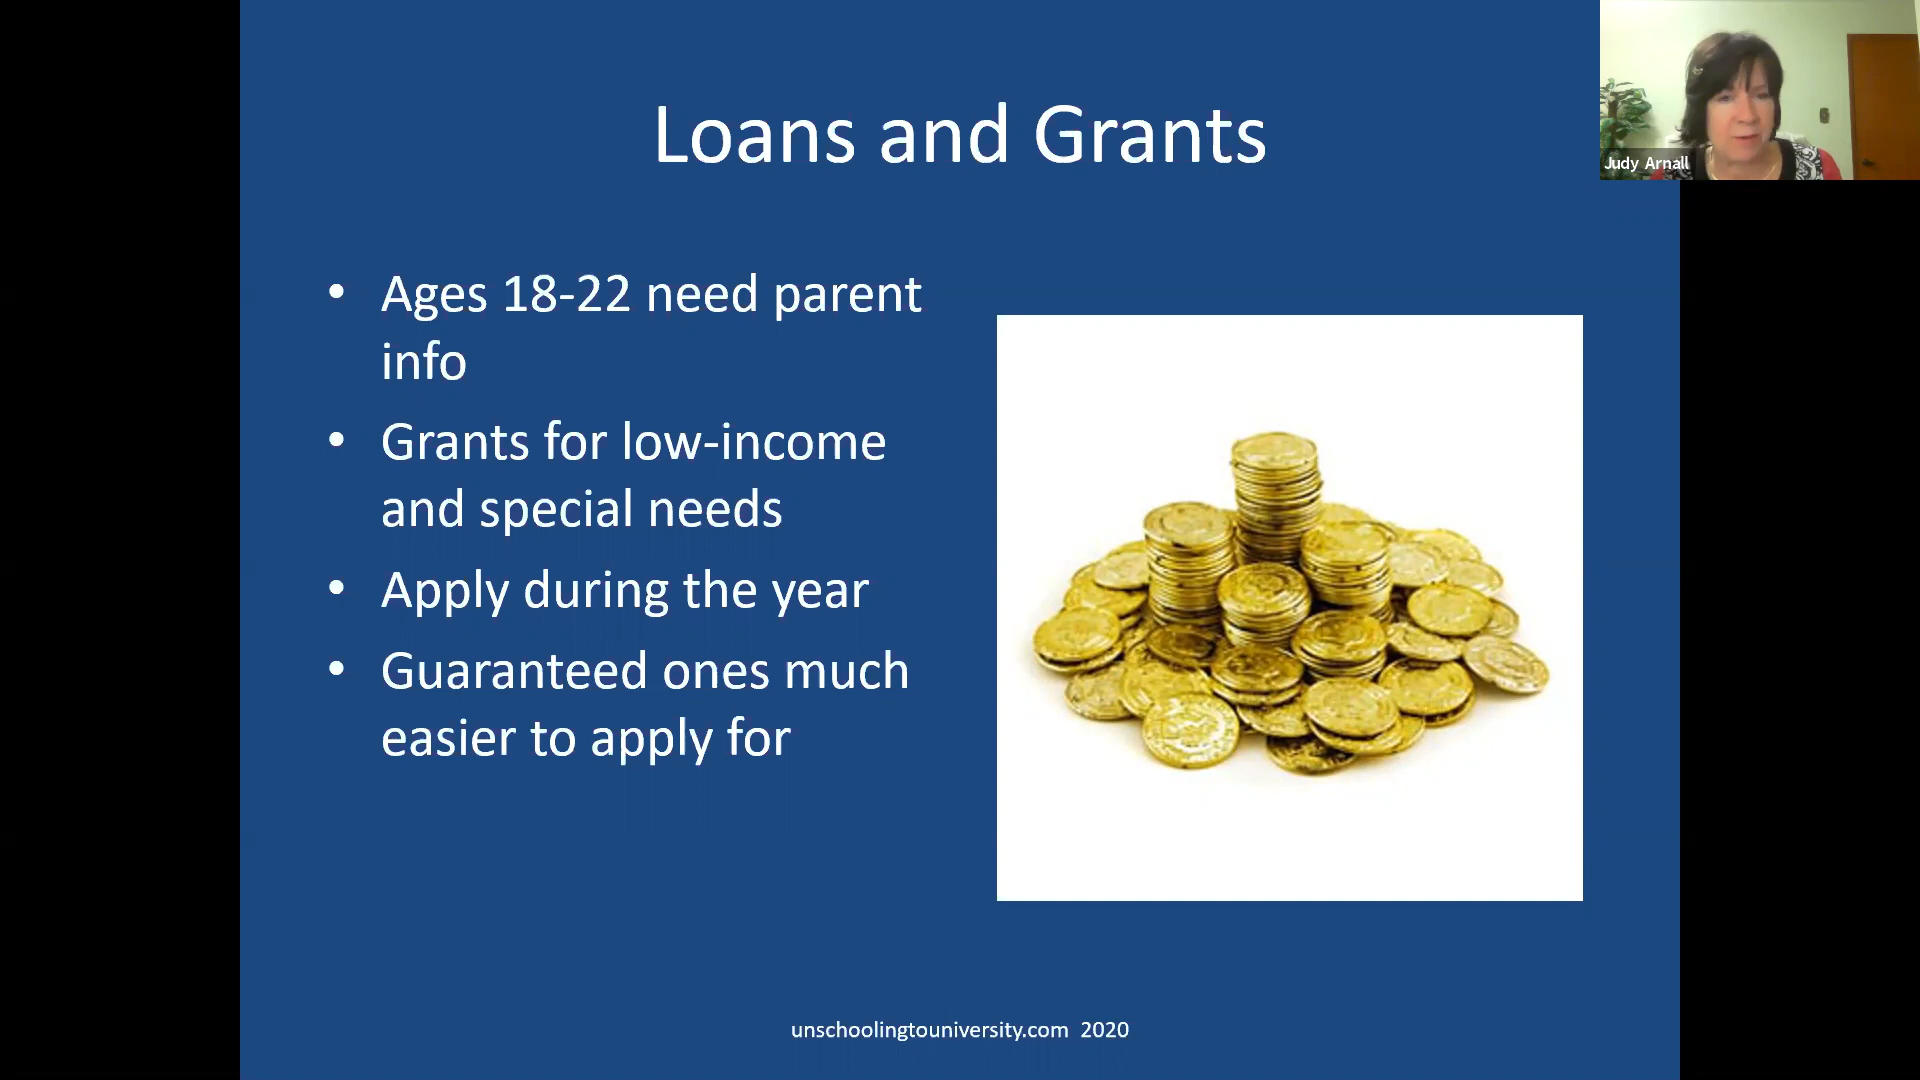 Loans and Grants
Judy Arnall
• Ages 18-22 need parent
info
• Grants for low-income
and special needs
• Apply during the year
• Guaranteed ones much
easier to apply for
unschoolingtouniversity.com 2020